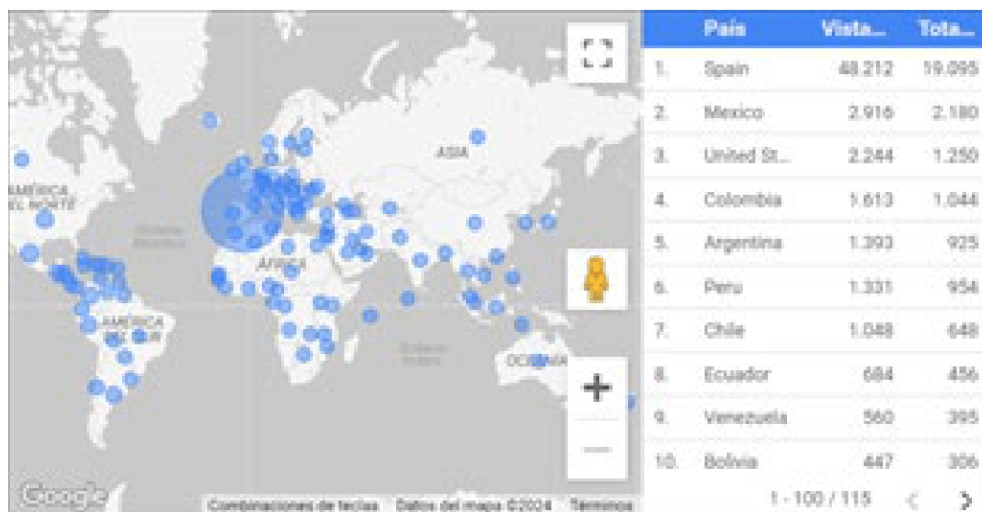 País Vista... Tota...
1. Spain 48.212 19.095
2. Mexico 2.916 2.180
3. United St... 2.244 1.250
4. Colombia 1.613 1.044
5. Argentina 1.393 925
6. Peru 1.331 954
7. Chile 1.048 648
8. Ecuador 684 456
9. Venezuela 560 395
10. Bolivia 447 306
1 - 100 / 115
ASIA
AMÉRICA
DEL NORTE
Océano
Atlántico
ÁFRICA
AMÉRICA
DEL SUR
Océano
Índico
OCEANÍA
Google
Combinaciones de teclas Datos del mapa ©2024 Términos